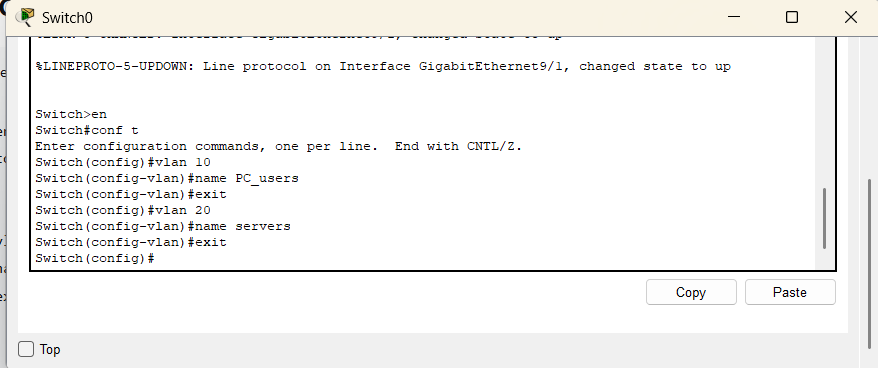 Switch0
%LINEPROTO-5-UPDOWN: Line protocol on Interface GigabitEthernet9/1, changed state to up
Switch>en
Switch#conf t
Enter configuration commands, one per line.  End with CNTL/Z.
Switch(config)#vlan 10
Switch(config-vlan)#name PC_users
Switch(config-vlan)#exit
Switch(config)#vlan 20
Switch(config-vlan)#name servers
Switch(config-vlan)#exit
Switch(config)#
Copy
Paste
Top